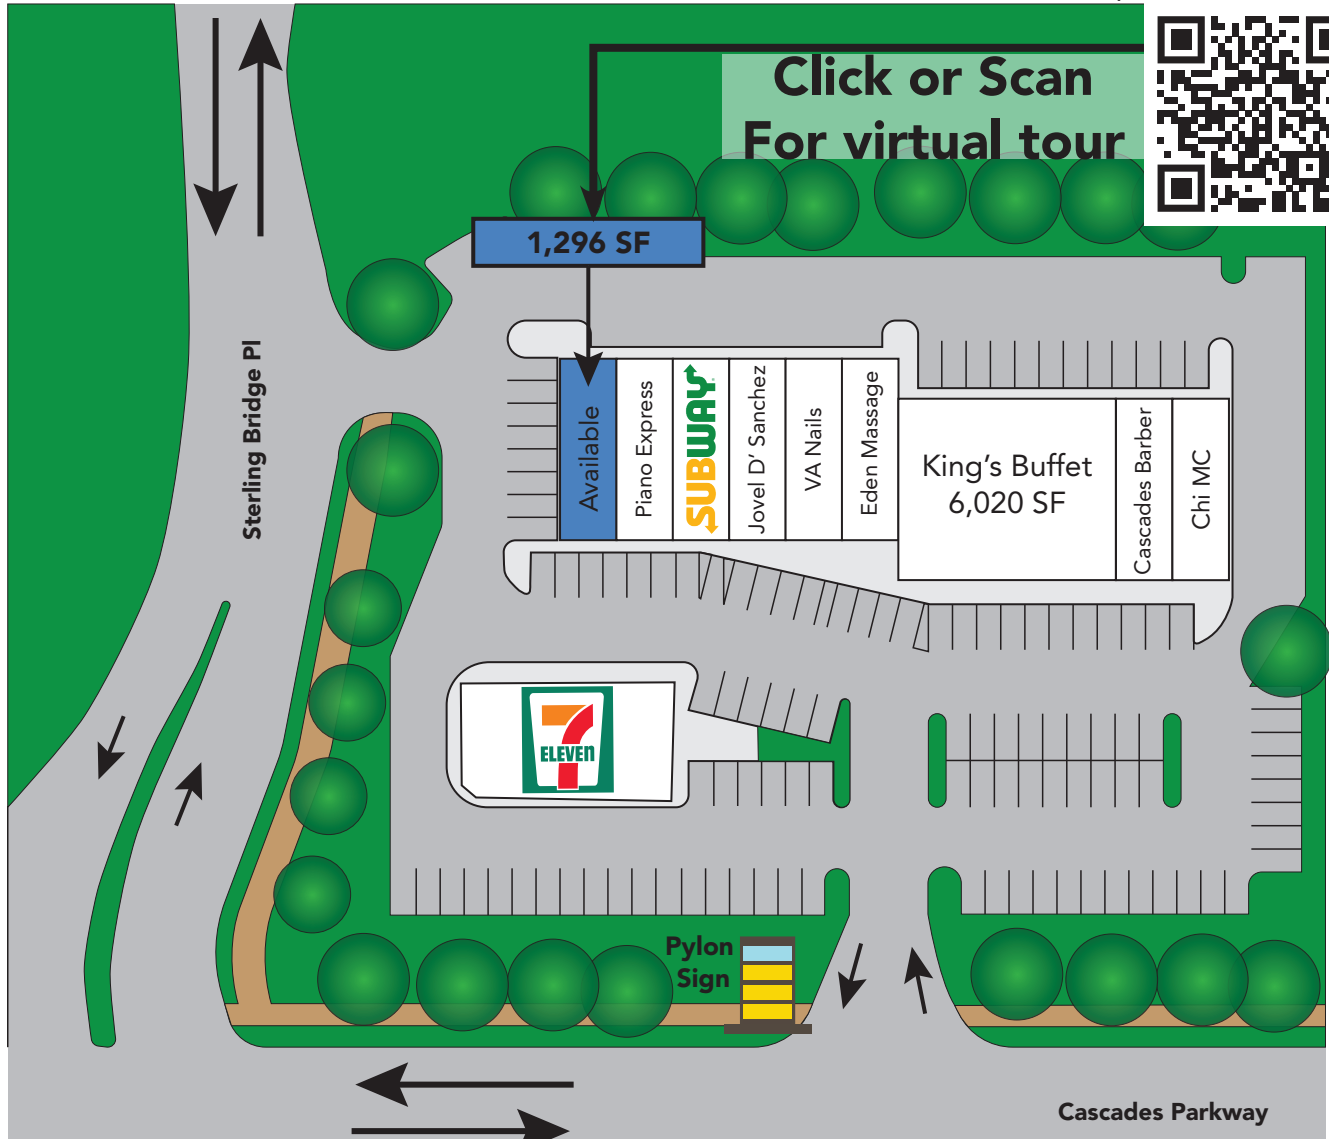 Click or Scan
For virtual tour
1,296 SF
Sterling Bridge Pl
Available
Piano Express
SUBWAY
Jovel D' Sanchez
VA Nails
Eden Massage
King's Buffet
6,020 SF
Cascades Barber
Chi MC
7
ELEVEN
Pylon
Sign
Cascades Parkway